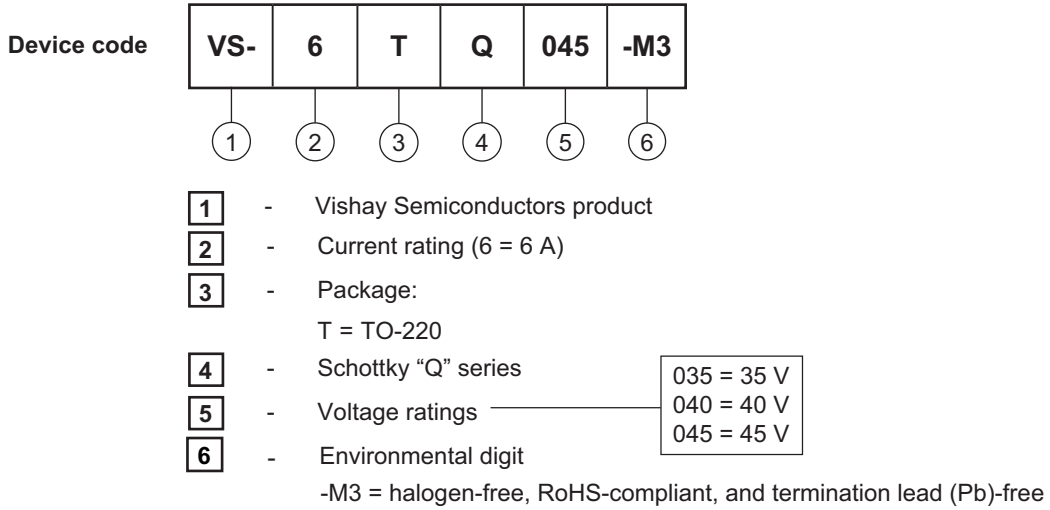 Device code VS- 6 T Q 045 -M3
1 2 3 4 5 6
1 - Vishay Semiconductors product
2 - Current rating (6 = 6 A)
3 - Package:
T = TO-220
4 - Schottky “Q” series
5 - Voltage ratings
035 = 35 V
040 = 40 V
045 = 45 V
6 - Environmental digit
-M3 = halogen-free, RoHS-compliant, and termination lead (Pb)-free